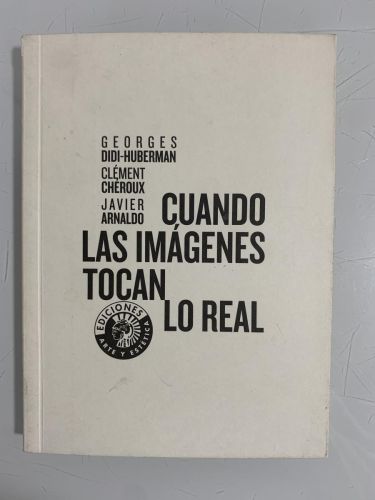 GEORGES
DIDI-HUBERMAN
CLÉMENT
CHÉROUX
JAVIER
ARNALDO
CUANDO
LAS IMÁGENES
TOCAN
LO REAL
EDICIONES
ARTE Y ESTÉTICA